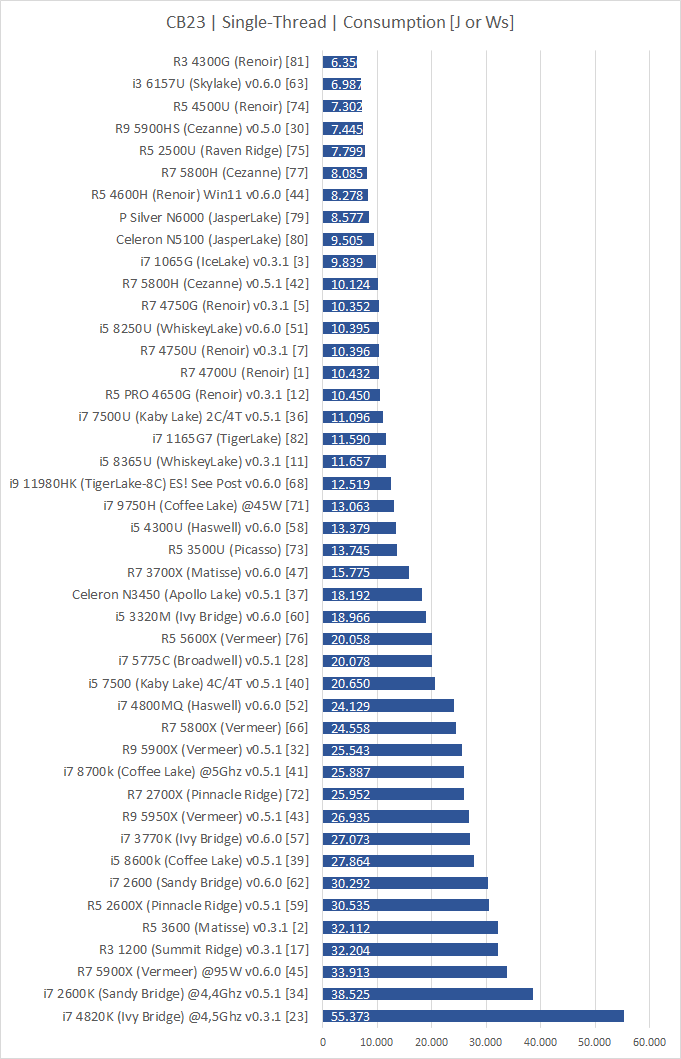 CB23 | Single-Thread | Consumption [J or Ws]
R3 4300G (Renoir) [81] 6.35
i3 6157U (Skylake) v0.6.0 [63] 6.987
R5 4500U (Renoir) [74] 7.302
R9 5900HS (Cezanne) v0.5.0 [30] 7.445
R5 2500U (Raven Ridge) [75] 7.799
R7 5800H (Cezanne) [77] 8.085
R5 4600H (Renoir) Win11 v0.6.0 [44] 8.278
P Silver N6000 (JasperLake) [79] 8.577
Celeron N5100 (JasperLake) [80] 9.505
i7 1065G (IceLake) v0.3.1 [3] 9.839
R7 5800H (Cezanne) v0.5.1 [42] 10.124
R7 4750G (Renoir) v0.3.1 [5] 10.352
i5 8250U (WhiskeyLake) v0.6.0 [51] 10.395
R7 4750U (Renoir) v0.3.1 [7] 10.396
R7 4700U (Renoir) [1] 10.432
R5 PRO 4650G (Renoir) v0.3.1 [12] 10.450
i7 7500U (Kaby Lake) 2C/4T v0.5.1 [36] 11.096
i7 1165G7 (TigerLake) [82] 11.590
i5 8365U (WhiskeyLake) v0.3.1 [11] 11.657
i9 11980HK (TigerLake-8C) ES! See Post v0.6.0 [68] 12.519
i7 9750H (Coffee Lake) @45W [71] 13.063
i5 4300U (Haswell) v0.6.0 [58] 13.379
R5 3500U (Picasso) [73] 13.745
R7 3700X (Matisse) v0.6.0 [47] 15.775
Celeron N3450 (Apollo Lake) v0.5.1 [37] 18.192
i5 3320M (Ivy Bridge) v0.6.0 [60] 18.966
R5 5600X (Vermeer) [76] 20.058
i7 5775C (Broadwell) v0.5.1 [28] 20.078
i5 7500 (Kaby Lake) 4C/4T v0.5.1 [40] 20.650
i7 4800MQ (Haswell) v0.6.0 [52] 24.129
R7 5800X (Vermeer) [66] 24.558
R9 5900X (Vermeer) v0.5.1 [32] 25.543
i7 8700k (Coffee Lake) @5Ghz v0.5.1 [41] 25.887
R7 2700X (Pinnacle Ridge) [72] 25.952
R9 5950X (Vermeer) v0.5.1 [43] 26.935
i7 3770K (Ivy Bridge) v0.6.0 [57] 27.073
i5 8600k (Coffee Lake) v0.5.1 [39] 27.864
i7 2600 (Sandy Bridge) v0.6.0 [62] 30.292
R5 2600X (Pinnacle Ridge) v0.5.1 [59] 30.535
R5 3600 (Matisse) v0.3.1 [2] 32.112
R3 1200 (Summit Ridge) v0.3.1 [17] 32.204
R7 5900X (Vermeer) @95W v0.6.0 [45] 33.913
i7 2600K (Sandy Bridge) @4,4Ghz v0.5.1 [34] 38.525
i7 4820K (Ivy Bridge) @4,5Ghz v0.3.1 [23] 55.373
0 10.000 20.000 30.000 40.000 50.000 60.000